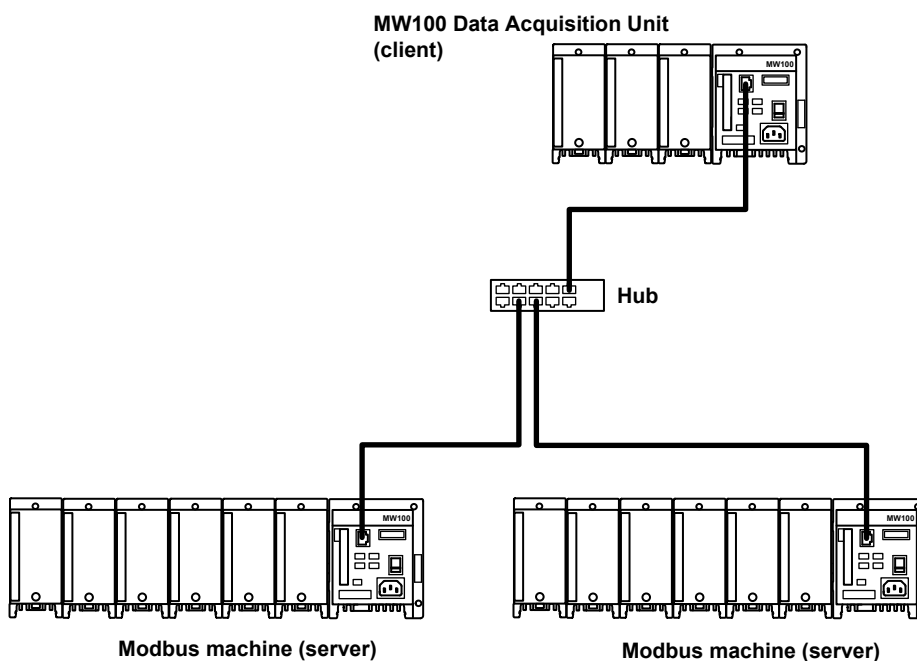 MW100 Data Acquisition Unit
(client)
MW100
Hub
MW100
MW100
Modbus machine (server)
Modbus machine (server)